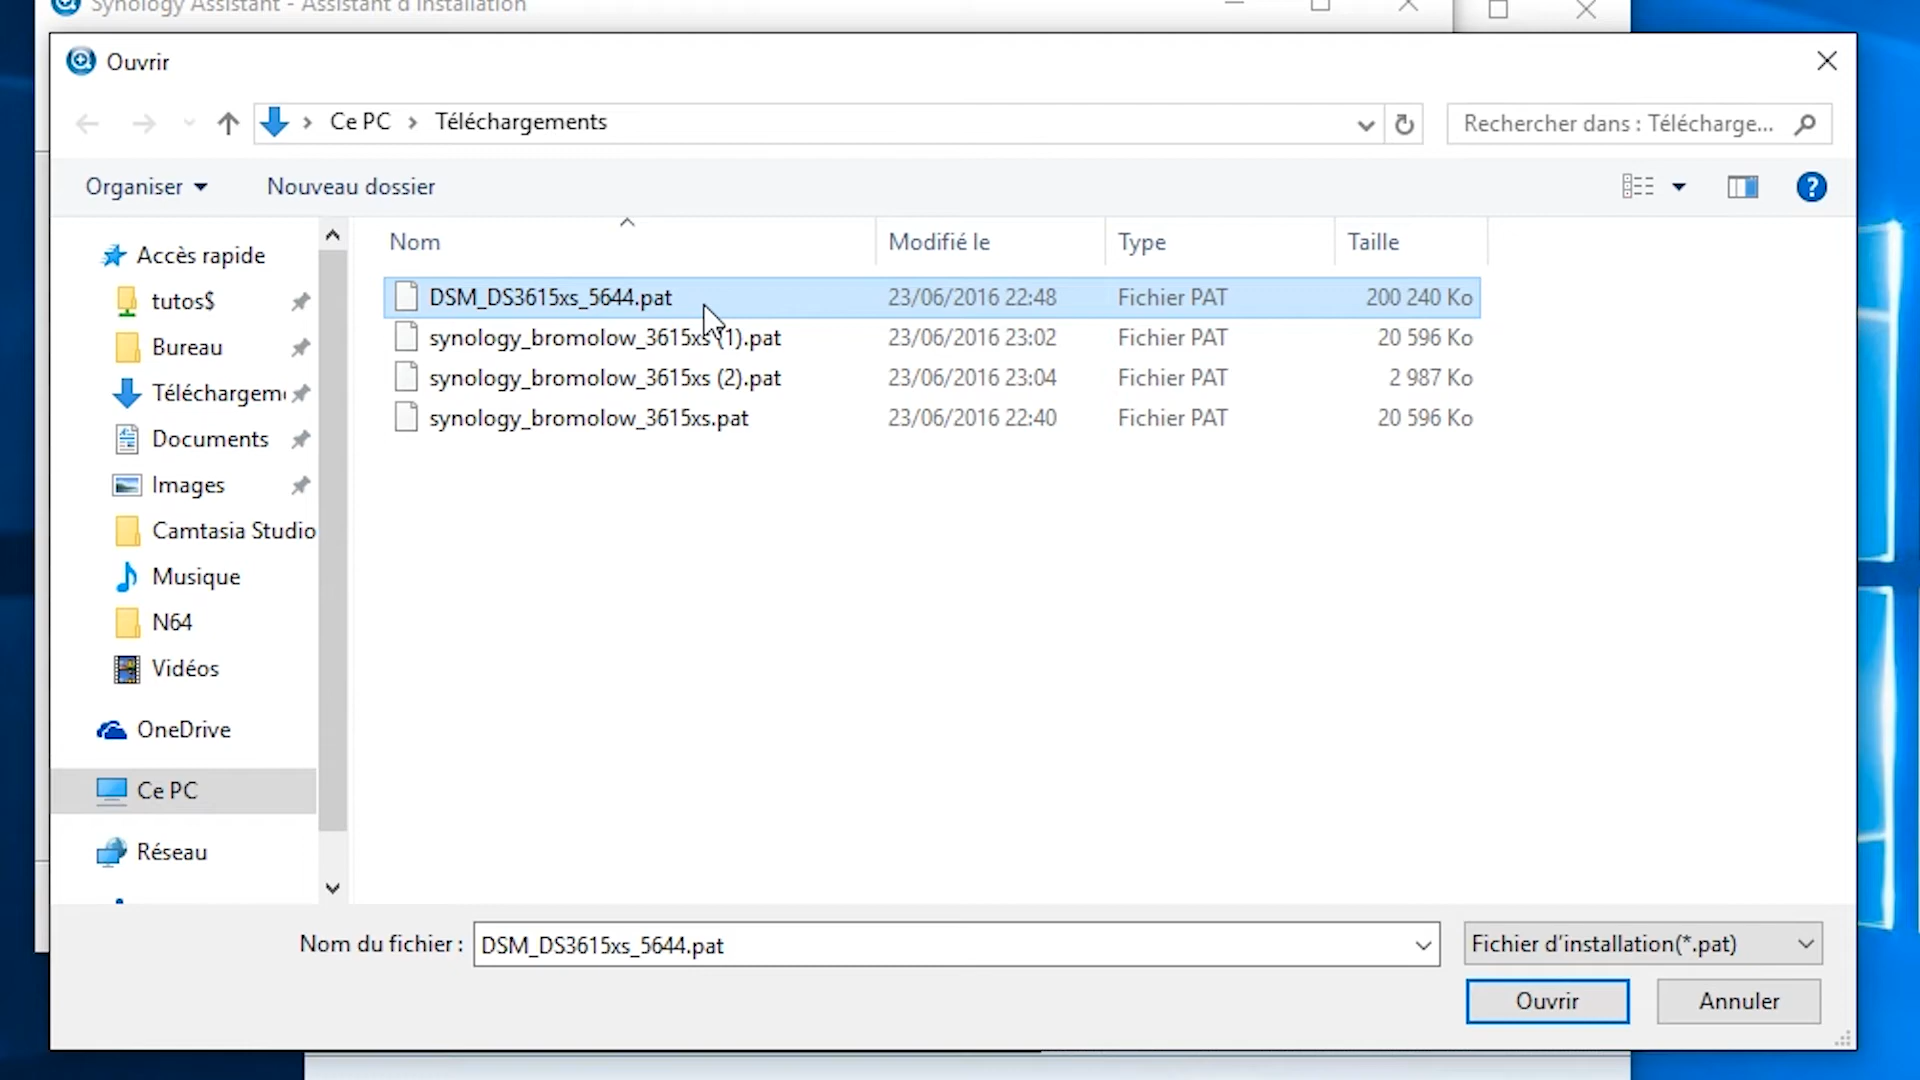 Synology Assistant - Assistant d'installation
Ouvrir
Ce PC > Téléchargements
Rechercher dans : Télécharge...
Organiser
Nouveau dossier
?
Nom Modifié le Type Taille
DSM_DS3615xs_5644.pat 23/06/2016 22:48 Fichier PAT 200 240 Ko
synology_bromolow_3615xs (1).pat 23/06/2016 23:02 Fichier PAT 20 596 Ko
synology_bromolow_3615xs (2).pat 23/06/2016 23:04 Fichier PAT 2 987 Ko
synology_bromolow_3615xs.pat 23/06/2016 22:40 Fichier PAT 20 596 Ko
Accès rapide
tutos$
Bureau
Téléchargem
Documents
Images
Camtasia Studio
Musique
N64
Vidéos
OneDrive
Ce PC
Réseau
Nom du fichier : DSM_DS3615xs_5644.pat
Fichier d'installation(*.pat)
Ouvrir
Annuler